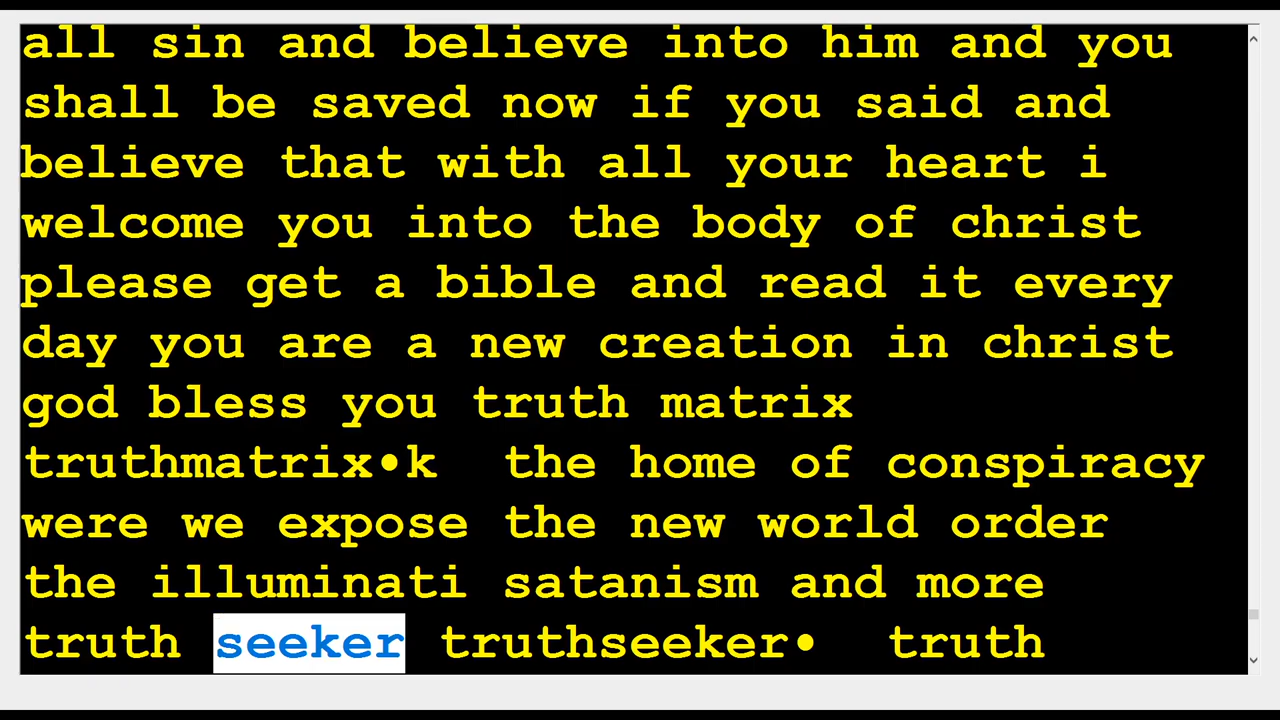 all sin and believe into him and you
shall be saved now if you said and
believe that with all your heart i
welcome you into the body of christ
please get a bible and read it every
day you are a new creation in christ
god bless you truth matrix
truthmatrix•k  the home of conspiracy
were we expose the new world order
the illuminati satanism and more
truth seeker truthseeker•  truth